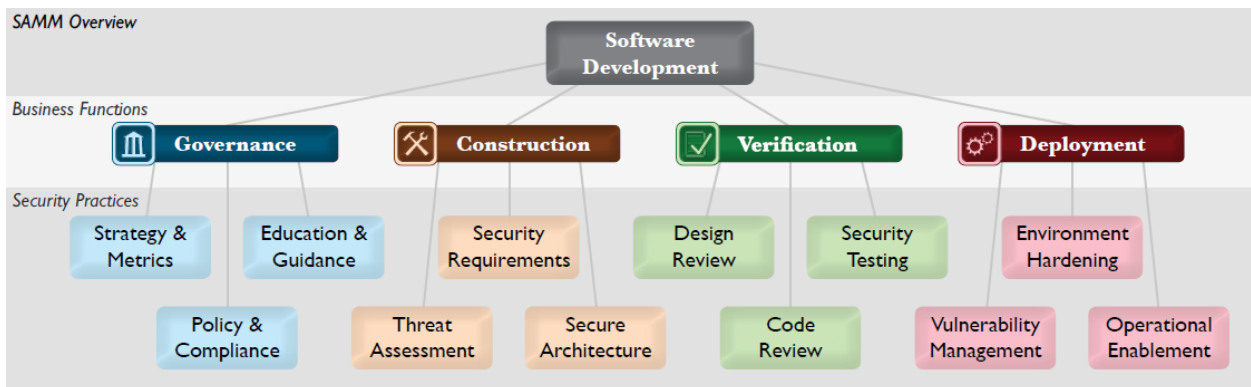 SAMM Overview
Software
Development
Business Functions
Governance
Construction
Verification
Deployment
Security Practices
Strategy &
Metrics
Education &
Guidance
Security
Requirements
Design
Review
Security
Testing
Environment
Hardening
Policy &
Compliance
Threat
Assessment
Secure
Architecture
Code
Review
Vulnerability
Management
Operational
Enablement